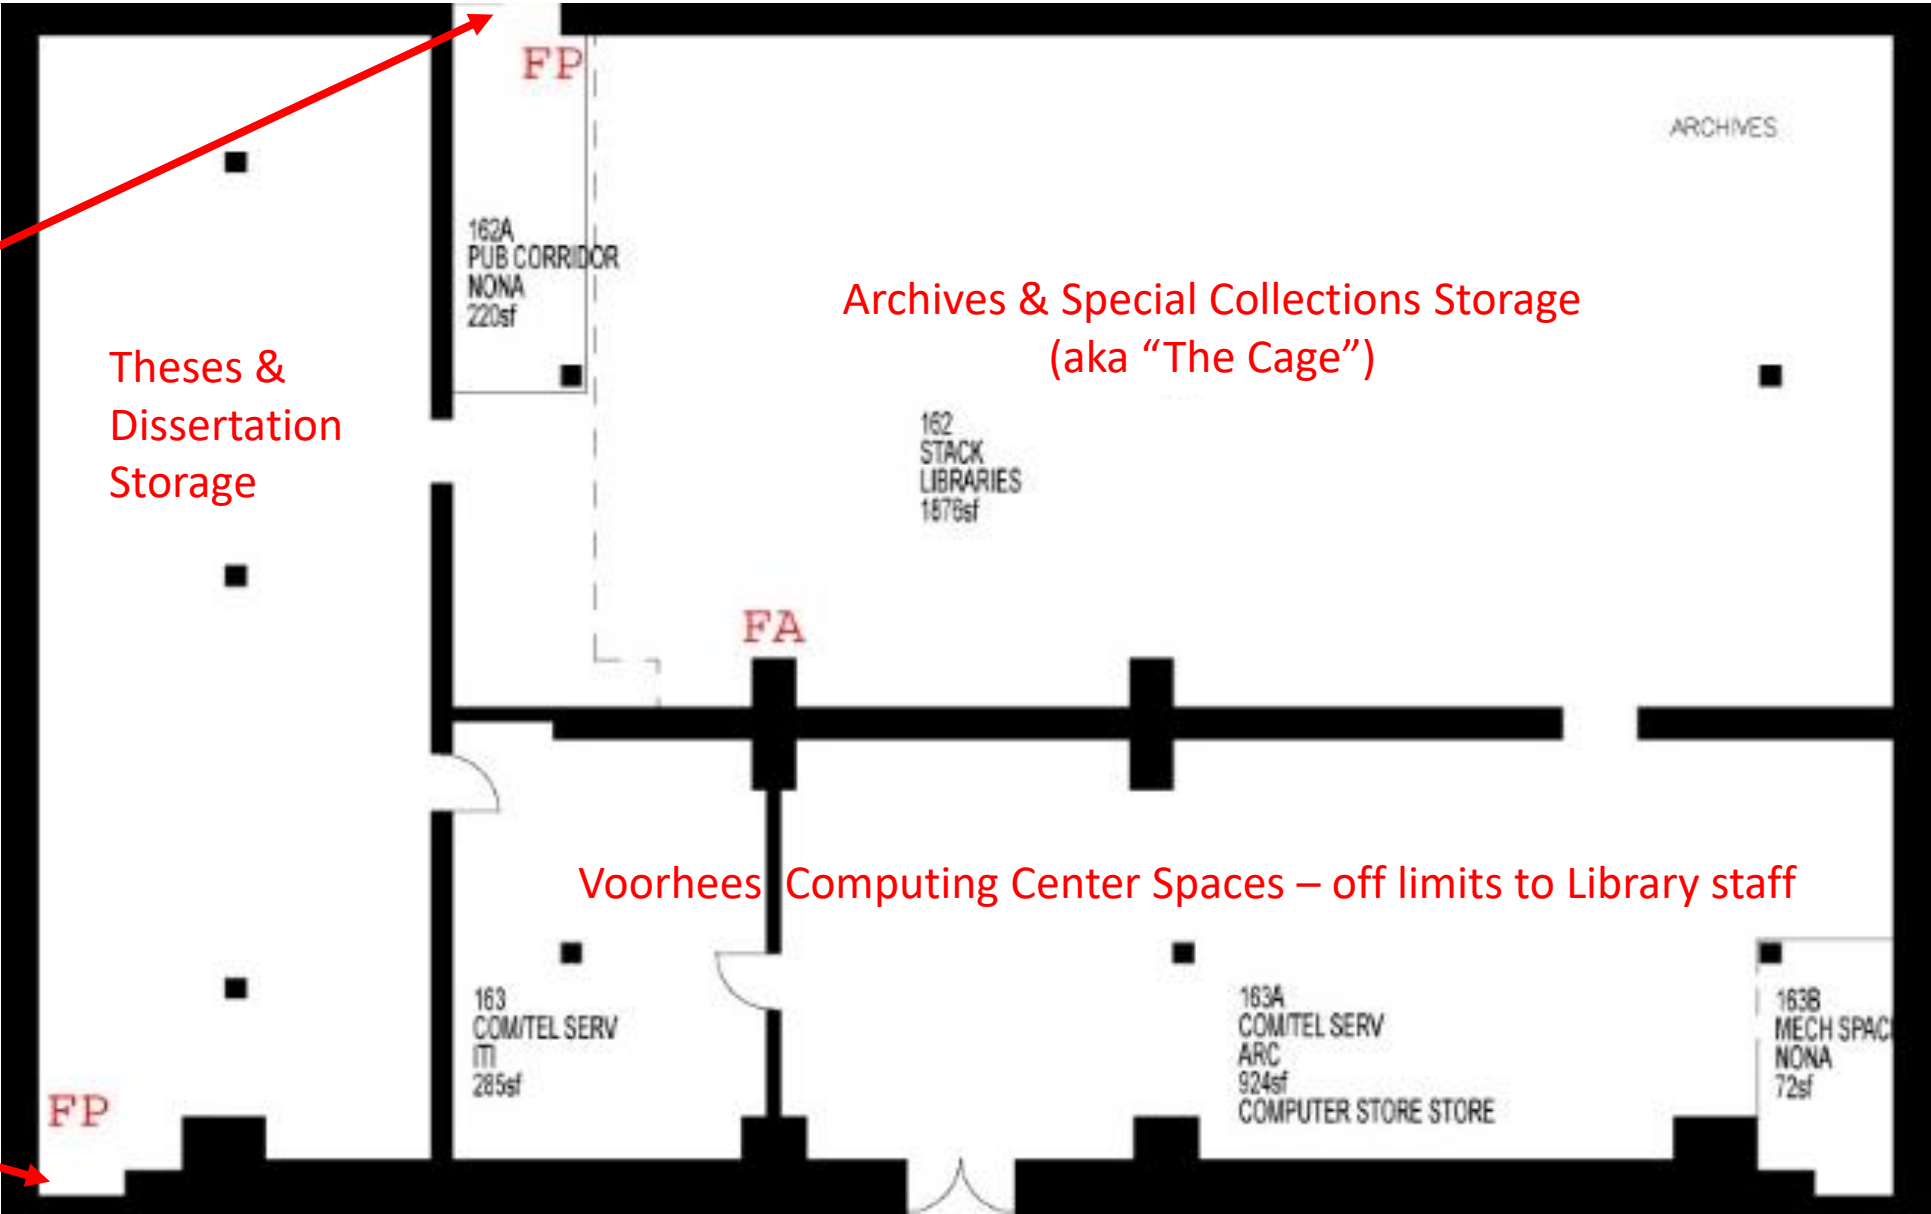 FP
ARCHIVES
162A
PUB CORRIDOR
NONA
220sf
Archives & Special Collections Storage
(aka “The Cage”)
Theses &
Dissertation
Storage
162
STACK
LIBRARIES
1876sf
FA
Voorhees Computing Center Spaces – off limits to Library staff
163
COM/TEL SERV
ITI
285sf
163A
COM/TEL SERV
ARC
924sf
COMPUTER STORE STORE
163B
MECH SPAC
NONA
72sf
FP